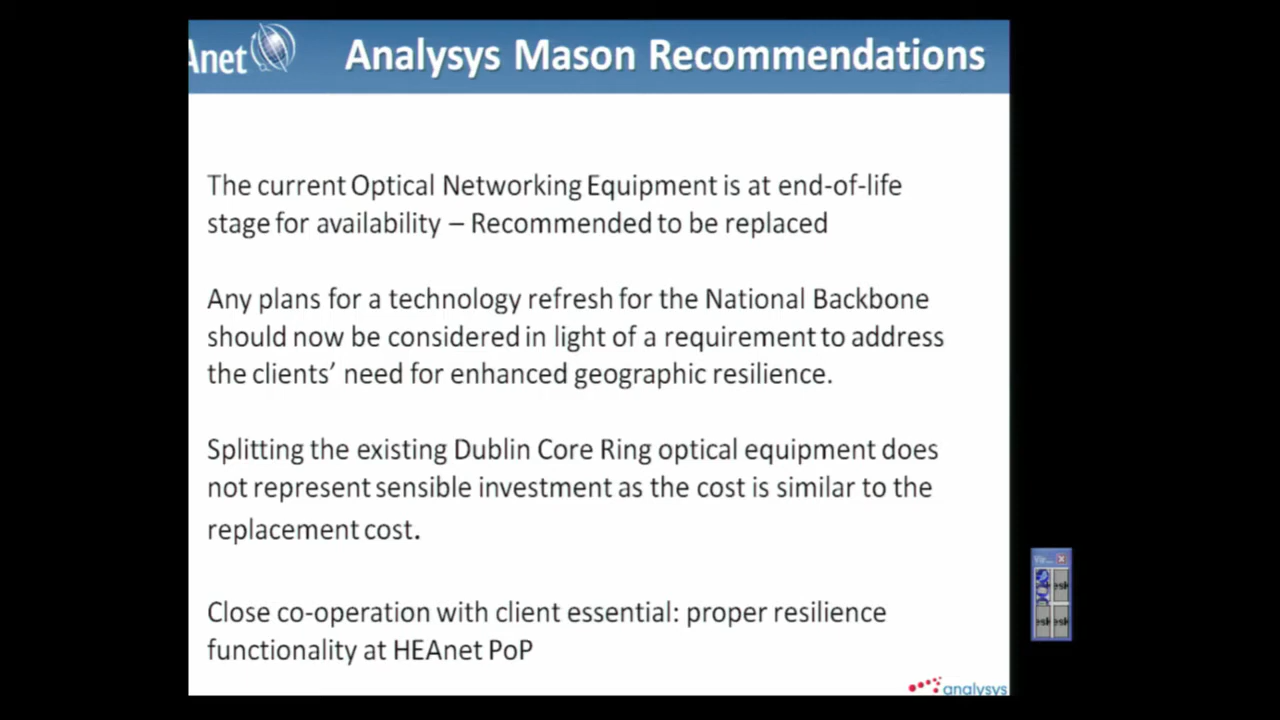 Anet
Analysys Mason Recommendations
The current Optical Networking Equipment is at end-of-life
stage for availability – Recommended to be replaced
Any plans for a technology refresh for the National Backbone
should now be considered in light of a requirement to address
the clients' need for enhanced geographic resilience.
Splitting the existing Dublin Core Ring optical equipment does
not represent sensible investment as the cost is similar to the
replacement cost.
Close co-operation with client essential: proper resilience
functionality at HEAnet PoP
analysys